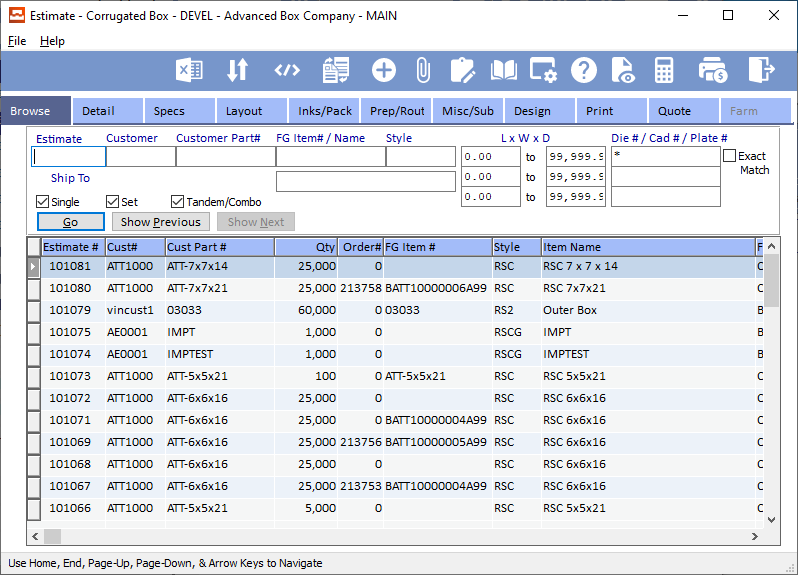 Estimate - Corrugated Box - DEVEL - Advanced Box Company - MAIN
File Help
Browse Detail Specs Layout Inks/Pack Prep/Rout Misc/Sub Design Print Quote Farm
Estimate Customer Customer Part# FG Item# / Name Style L x W x D Die # / Cad # / Plate #
0.00 to 99,999.9 * Exact Match
Ship To 0.00 to 99,999.9
0.00 to 99,999.9
Single Set Tandem/Combo
Go Show Previous Show Next
Estimate # Cust# Cust Part # Qty Order# FG Item # Style Item Name F
101081 ATT1000 ATT-7x7x14 25,000 0 RSC RSC 7 x 7 x 14 C
101080 ATT1000 ATT-7x7x21 25,000 213758 BATT10000006A99 RSC RSC 7x7x21 C
101079 vincust1 03033 60,000 0 03033 RS2 Outer Box B
101075 AE0001 IMPT 1,000 0 RSCG IMPT B
101074 AE0001 IMPTEST 1,000 0 RSCG IMPTEST B
101073 ATT1000 ATT-5x5x21 100 0 ATT-5x5x21 RSC RSC 5x5x21 C
101072 ATT1000 ATT-6x6x16 25,000 0 RSC RSC 6x6x16 C
101071 ATT1000 ATT-6x6x16 25,000 0 BATT10000004A99 RSC RSC 6x6x16 C
101069 ATT1000 ATT-6x6x16 25,000 213756 BATT10000005A99 RSC RSC 6x6x16 C
101068 ATT1000 ATT-6x6x16 25,000 0 RSC RSC 6x6x16 C
101067 ATT1000 ATT-6x6x16 25,000 213753 BATT10000004A99 RSC RSC 6x6x16 C
101066 ATT1000 ATT-5x5x21 5,000 0 RSC RSC 5x5x21 C
Use Home, End, Page-Up, Page-Down, & Arrow Keys to Navigate